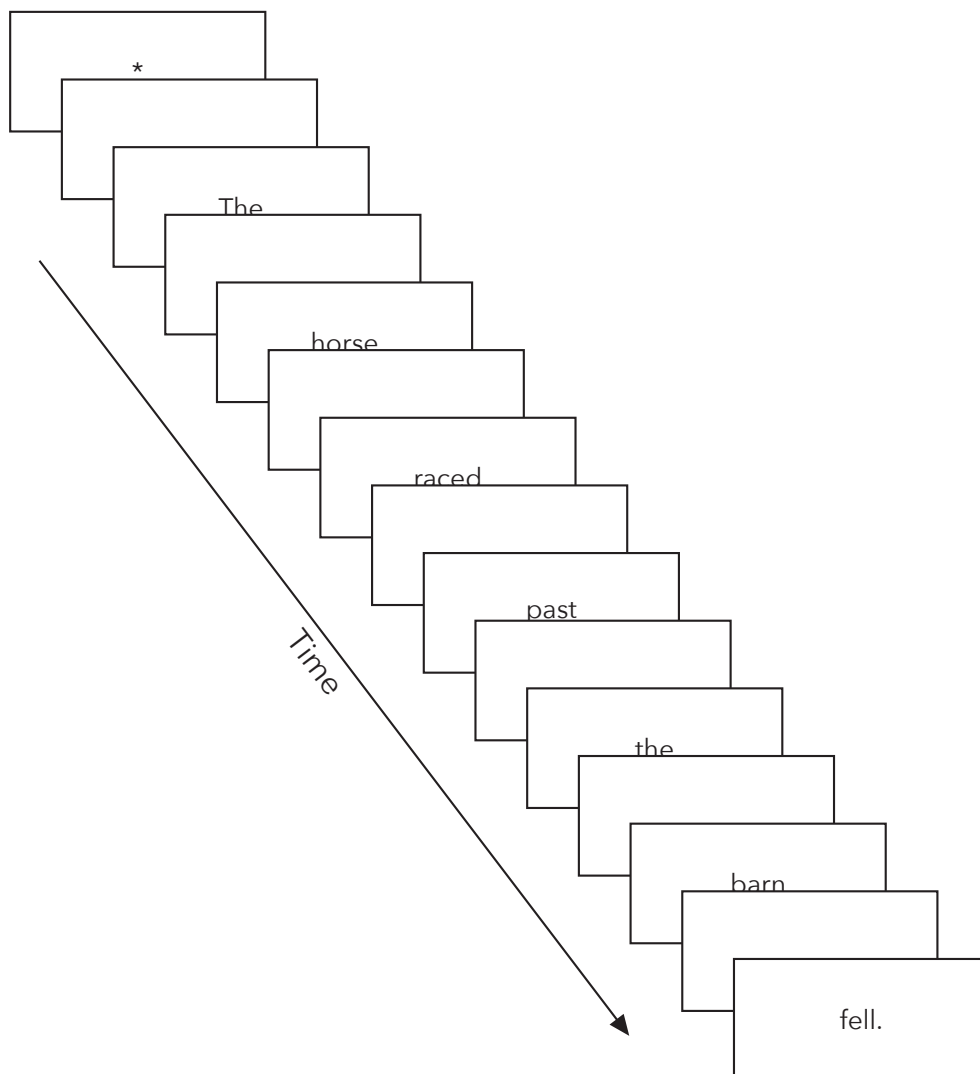 *
The
horse
raced
past
Time
the
barn
fell.